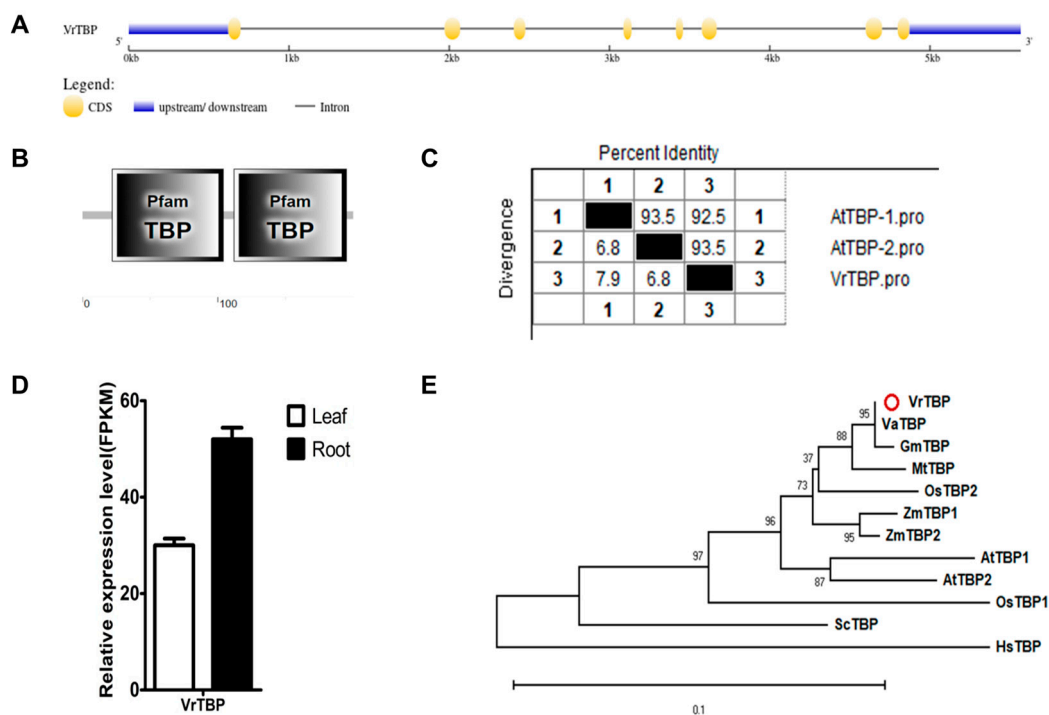 A
VrTBP
5'
3'
0kb 1kb 2kb 3kb 4kb 5kb
Legend:
CDS upstream/ downstream Intron
B
Pfam Pfam
TBP TBP
0 100
C
Percent Identity
Divergence
1 2 3
1 93.5 92.5 1 AtTBP-1.pro
2 6.8 93.5 2 AtTBP-2.pro
3 7.9 6.8 3 VrTBP.pro
1 2 3
D
Relative expression level(FPKM)
60
40
20
0
VrTBP
Leaf
Root
E
VrTBP
95
VaTBP
88
GmTBP
37
MtTBP
73
OsTBP2
96
ZmTBP1
95
ZmTBP2
97
AtTBP1
87
AtTBP2
OsTBP1
ScTBP
HsTBP
0.1